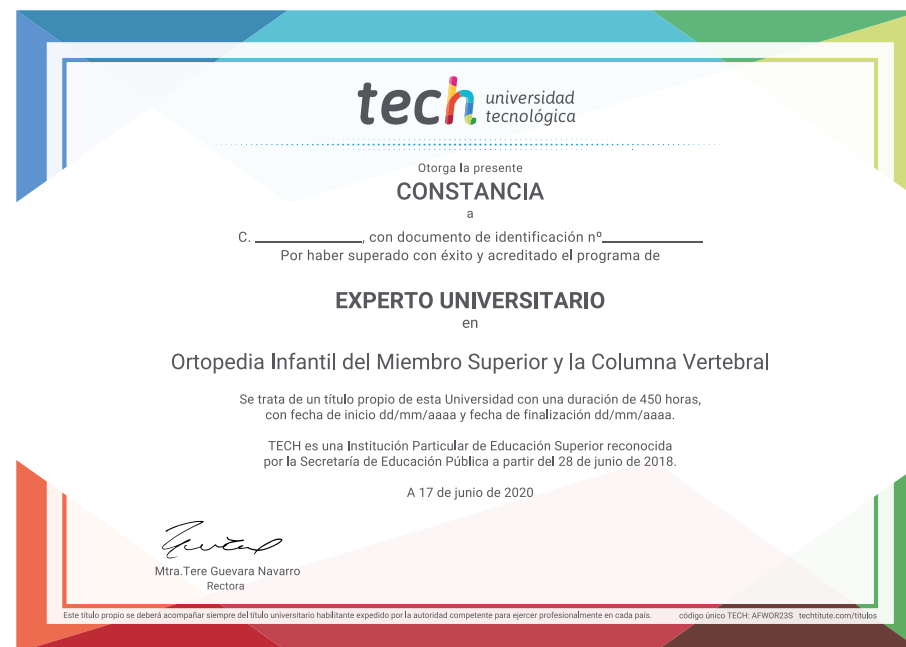 tech universidad
tecnológica
Otorga la presente
CONSTANCIA
a
C. ____________, con documento de identificación nº____________
Por haber superado con éxito y acreditado el programa de
EXPERTO UNIVERSITARIO
en
Ortopedia Infantil del Miembro Superior y la Columna Vertebral
Se trata de un título propio de esta Universidad con una duración de 450 horas,
con fecha de inicio dd/mm/aaaa y fecha de finalización dd/mm/aaaa.
TECH es una Institución Particular de Educación Superior reconocida
por la Secretaría de Educación Pública a partir del 28 de junio de 2018.
A 17 de junio de 2020
Mtra.Tere Guevara Navarro
Rectora
Este título propio se deberá acompañar siempre del título universitario habilitante expedido por la autoridad competente para ejercer profesionalmente en cada país. código único TECH: AFWOR23S techtitute.com/titulos